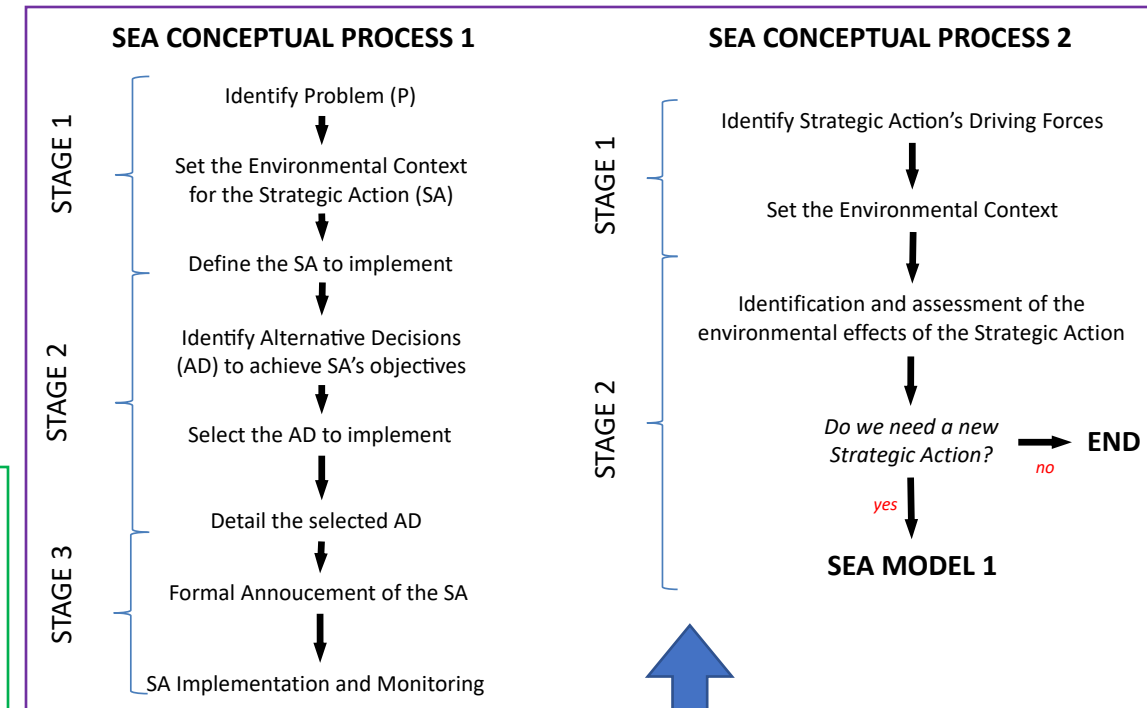 SEA CONCEPTUAL PROCESS 1
STAGE 1
Identify Problem (P)
Set the Environmental Context
for the Strategic Action (SA)
Define the SA to implement
STAGE 2
Identify Alternative Decisions
(AD) to achieve SA's objectives
Select the AD to implement
Detail the selected AD
STAGE 3
Formal Annoucement of the SA
SA Implementation and Monitoring
SEA CONCEPTUAL PROCESS 2
STAGE 1
Identify Strategic Action's Driving Forces
Set the Environmental Context
STAGE 2
Identification and assessment of the
environmental effects of the Strategic Action
Do we need a new
Strategic Action?
no
END
yes
SEA MODEL 1